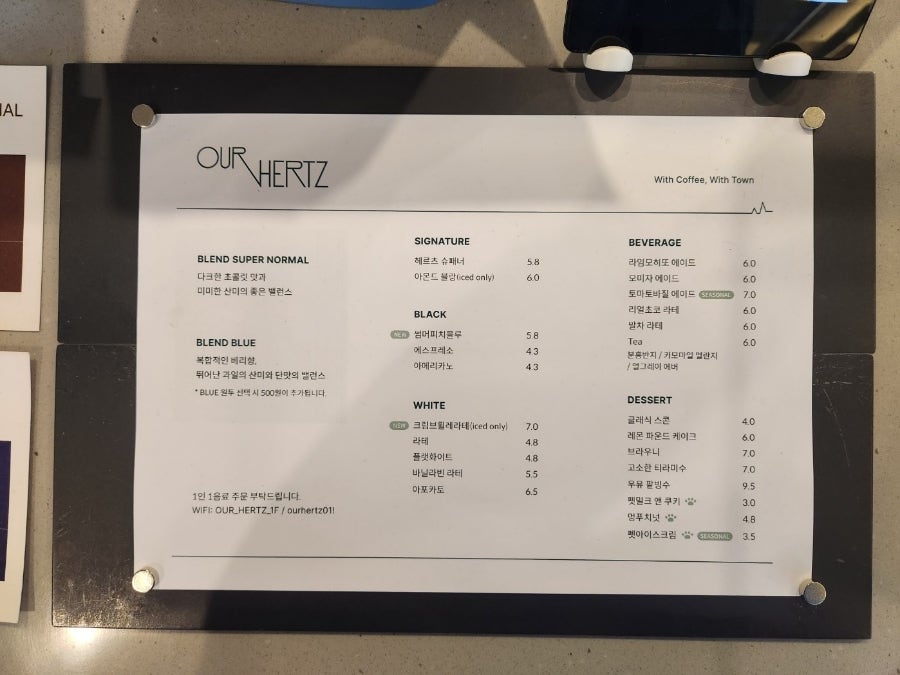 IAL
OUR HERTZ
With Coffee, With Town
BLEND SUPER NORMAL
다크한 초콜릿 맛과
미미한 산미의 좋은 밸런스
BLEND BLUE
복합적인 베리향,
뛰어난 과일의 산미와 단맛의 밸런스
* BLUE 원두 선택 시 500원이 추가됩니다.
1인 1음료 주문 부탁드립니다.
WIFI: OUR_HERTZ_1F / ourhertz01!
SIGNATURE
헤르츠 슈페너 5.8
아몬드 블랑(iced only) 6.0
BLACK
NEW 썸머피치블루 5.8
에스프레소 4.3
아메리카노 4.3
WHITE
NEW 크림브륄레라테(iced only) 7.0
라테 4.8
플랫화이트 4.8
바닐라빈 라테 5.5
아포카토 6.5
BEVERAGE
라임모히또 에이드 6.0
오미자 에이드 6.0
토마토바질 에이드 SEASONAL 7.0
리얼초코 라테 6.0
말차 라테 6.0
Tea 6.0
분홍반지 / 카모마일 옐란지
/ 얼그레이 에버
DESSERT
클래식 스콘 4.0
레몬 파운드 케이크 6.0
브라우니 7.0
고소한 티라미수 7.0
우유 팥빙수 9.5
펫밀크 앤 쿠키 3.0
멍푸치넛 4.8
펫아이스크림 SEASONAL 3.5